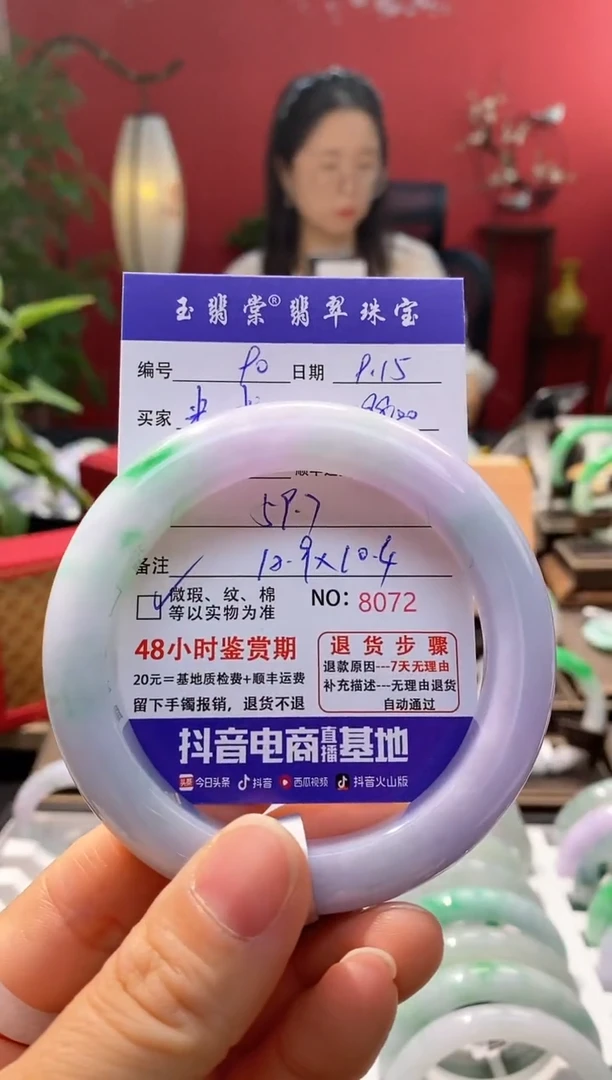 玉翡棠®翡翠珠宝
编号 90 日期 9.15
买家
59.7
备注 12.9×10.4
微瑕、纹、棉
等以实物为准
NO: 8072
48小时鉴赏期
20元=基地质检费+顺丰运费
留下手镯报销，退货不退
退货步骤
退款原因---7天无理由
补充描述---无理由退货
自动通过
抖音电商直播基地
头条 今日头条 抖音 西瓜视频 抖音火山版